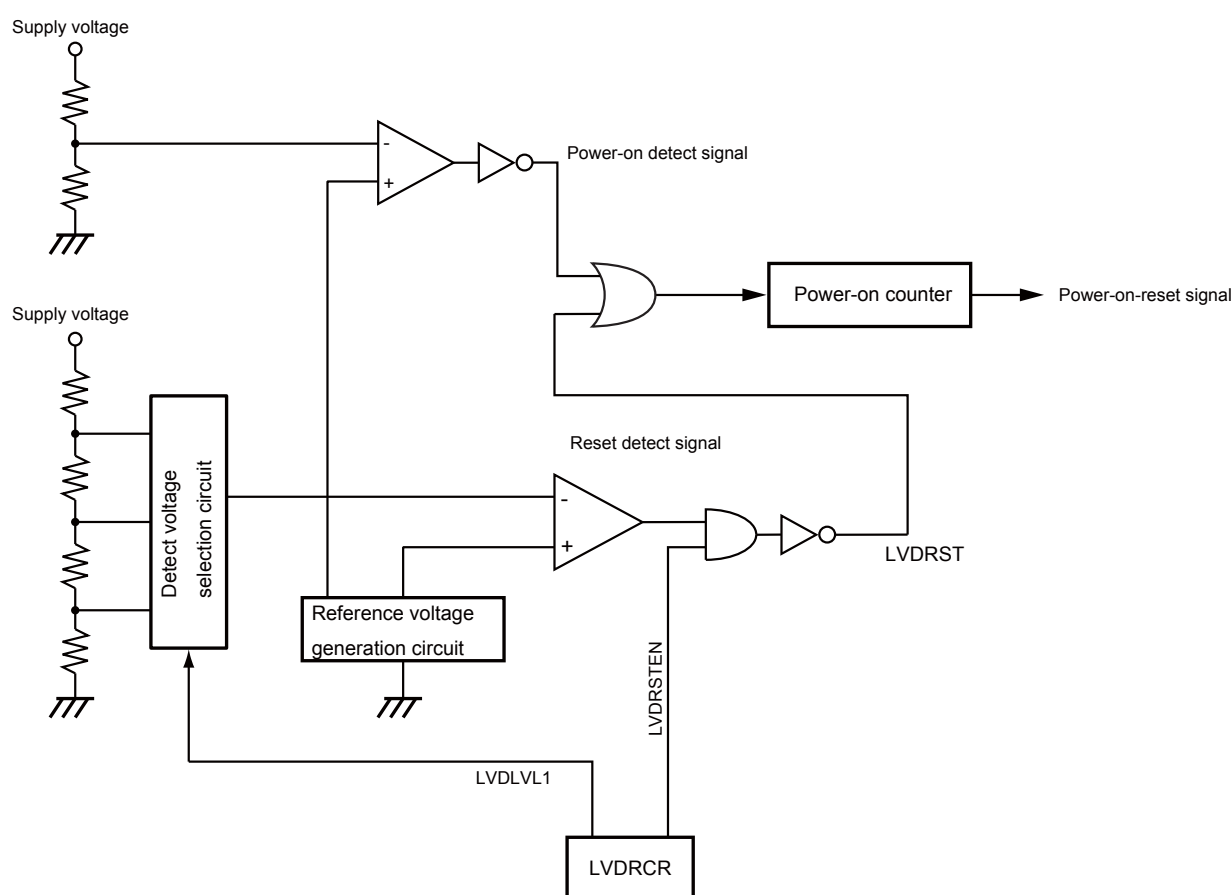 Supply voltage
-
+
Power-on detect signal
Power-on counter
Power-on-reset signal
Supply voltage
Detect voltage
selection circuit
Reset detect signal
-
+
LVDRST
Reference voltage
generation circuit
LVDRSTEN
LVDLVL1
LVDRCR